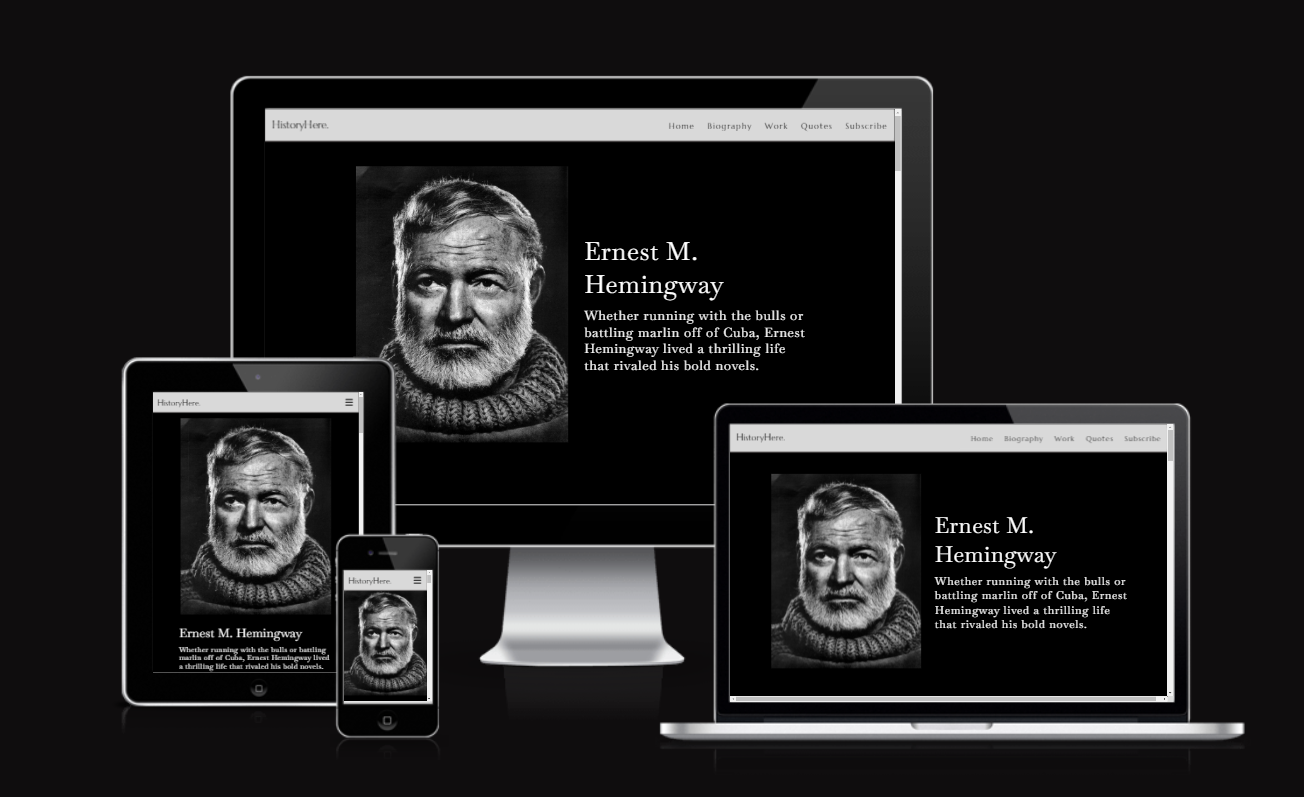 HistoryHere.
Home Biography Work Quotes Subscribe
Ernest M.
Hemingway
Whether running with the bulls or
battling marlin off of Cuba, Ernest
Hemingway lived a thrilling life
that rivaled his bold novels.
HistoryHere.
Ernest M. Hemingway
Whether running with the bulls or battling
marlin off of Cuba, Ernest Hemingway lived
a thrilling life that rivaled his bold novels.
HistoryHere.
HistoryHere.
Home Biography Work Quotes Subscribe
Ernest M.
Hemingway
Whether running with the bulls or
battling marlin off of Cuba, Ernest
Hemingway lived a thrilling life
that rivaled his bold novels.